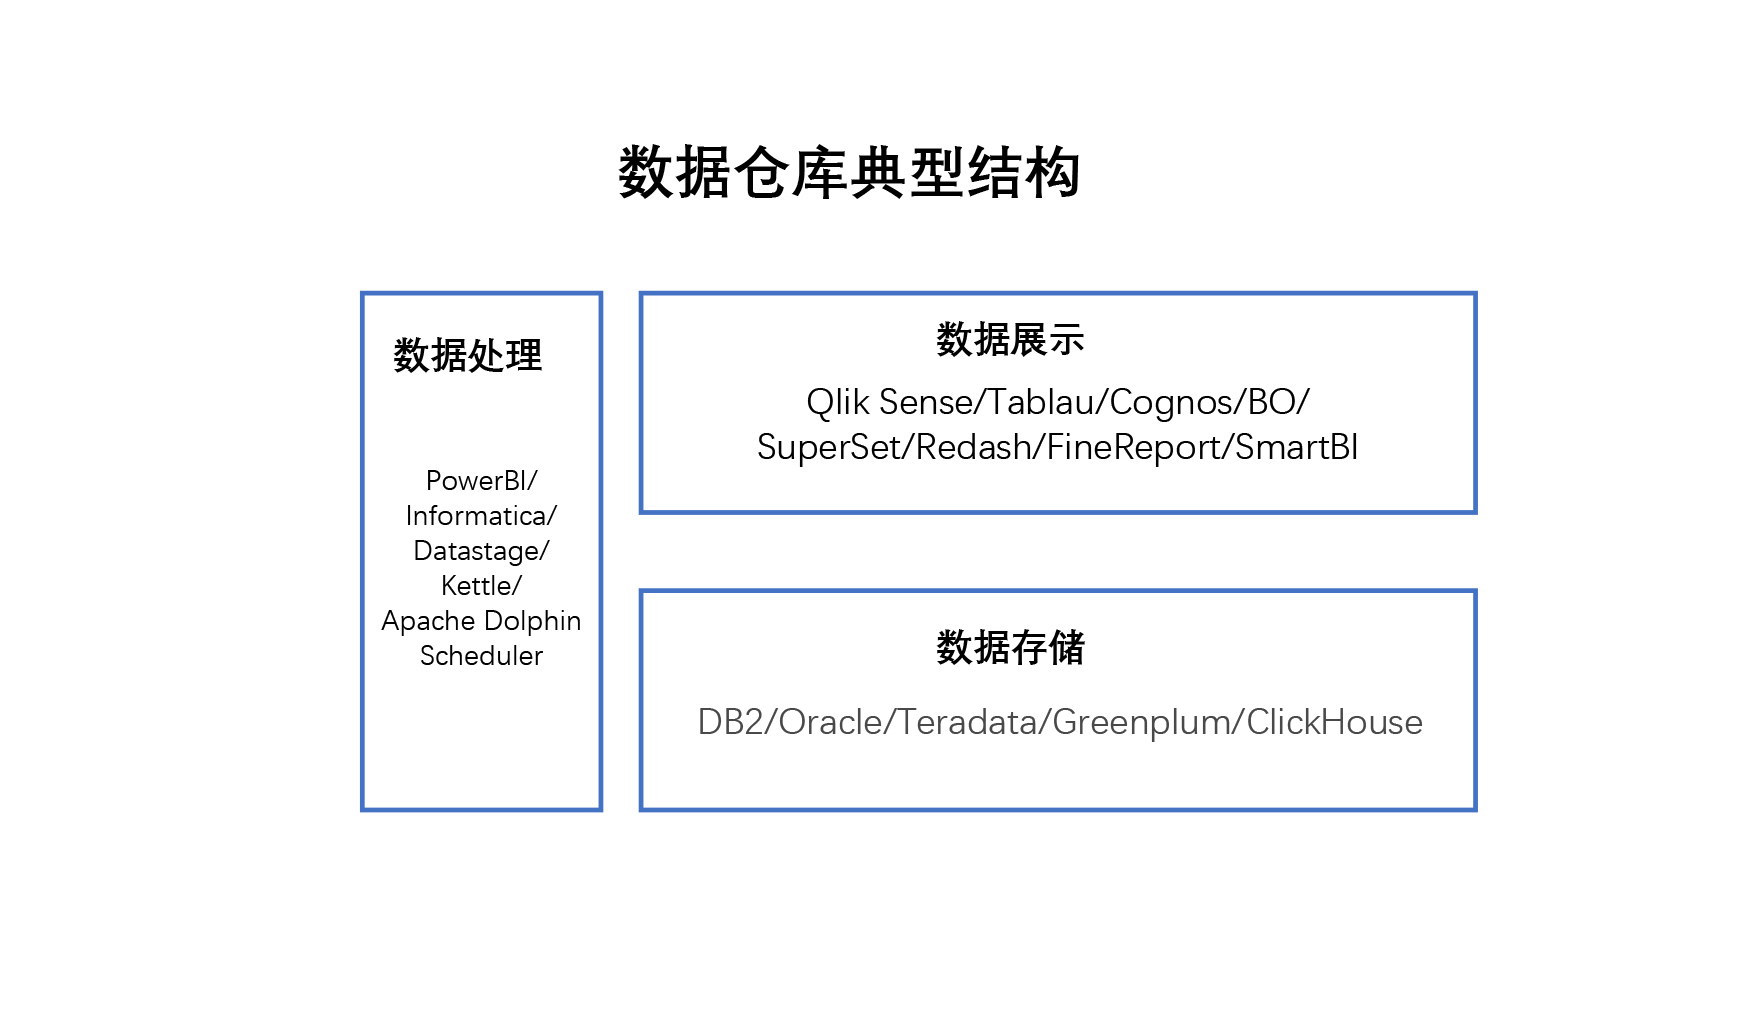 数据仓库典型结构
数据处理
PowerBI/
Informatica/
Datastage/
Kettle/
Apache Dolphin
Scheduler
数据展示
Qlik Sense/Tablau/Cognos/BO/
SuperSet/Redash/FineReport/SmartBI
数据存储
DB2/Oracle/Teradata/Greenplum/ClickHouse